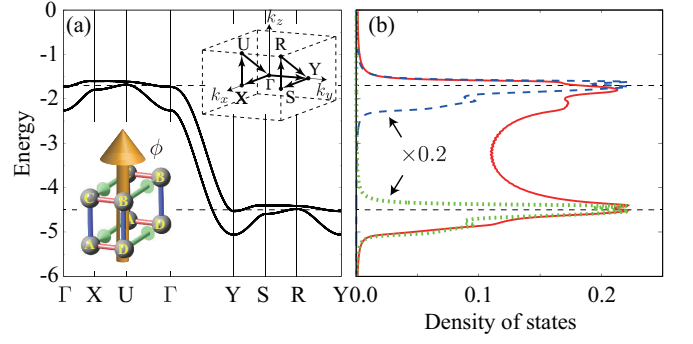 (a)
0
-1
-2
-3
-4
-5
-6
Energy
Γ X U Γ Y S R Y
k_z
U R
Γ Y
X S
k_x k_y
ϕ
B
C B
D
A D
(b)
×0.2
0.0 0.1 0.2
Density of states